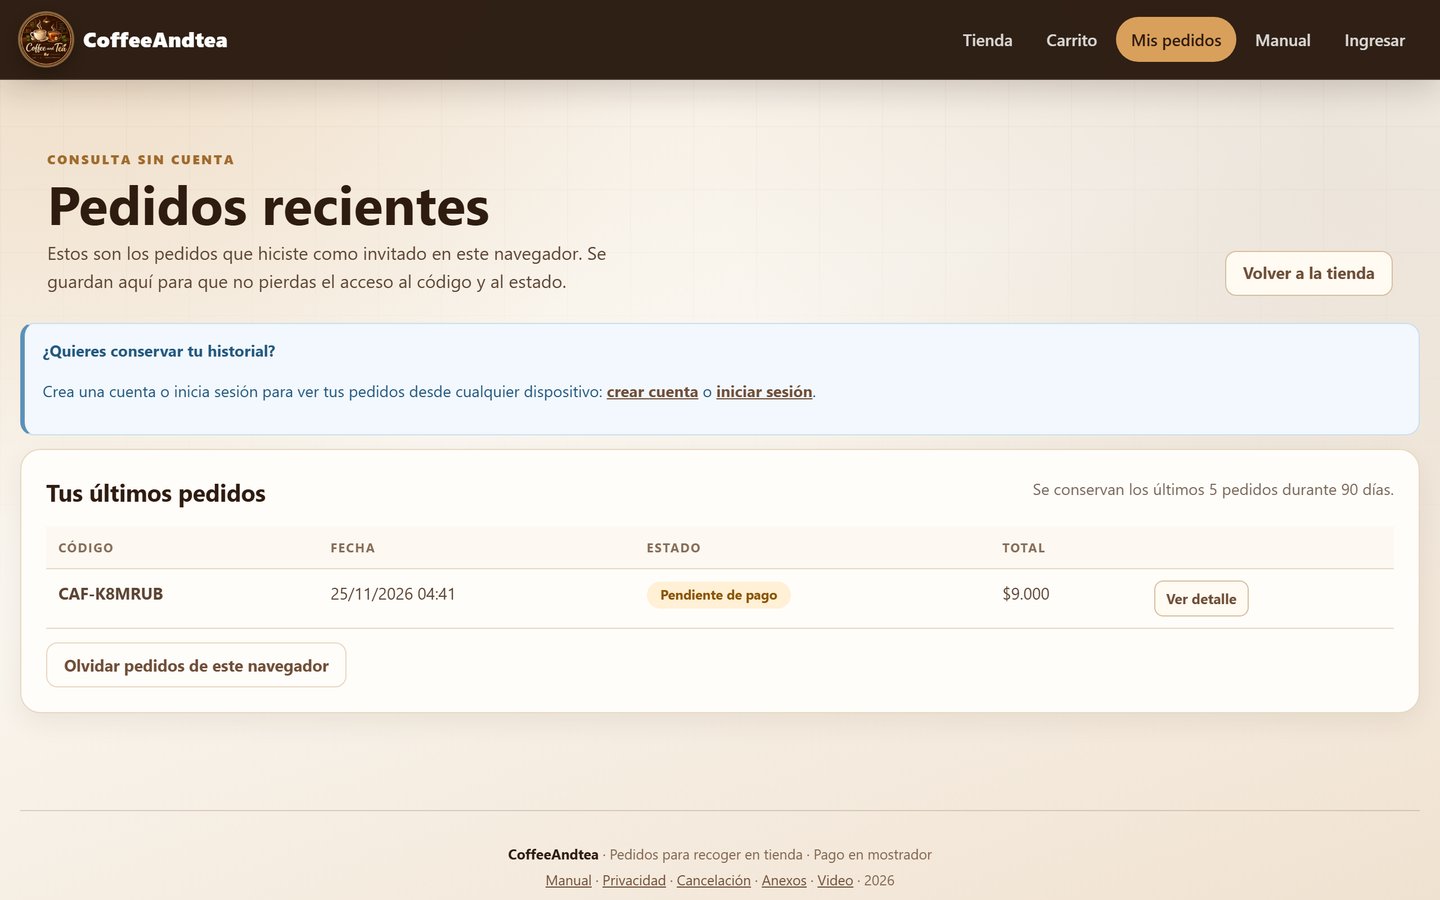 Coffee and Tea
CoffeeAndtea
Tienda
Carrito
Mis pedidos
Manual
Ingresar
CONSULTA SIN CUENTA
Pedidos recientes
Estos son los pedidos que hiciste como invitado en este navegador. Se
guardan aquí para que no pierdas el acceso al código y al estado.
Volver a la tienda
¿Quieres conservar tu historial?
Crea una cuenta o inicia sesión para ver tus pedidos desde cualquier dispositivo: crear cuenta o iniciar sesión.
Tus últimos pedidos
Se conservan los últimos 5 pedidos durante 90 días.
CÓDIGO FECHA ESTADO TOTAL
CAF-K8MRUB 25/11/2026 04:41 Pendiente de pago $9.000 Ver detalle
Olvidar pedidos de este navegador
CoffeeAndtea · Pedidos para recoger en tienda · Pago en mostrador
Manual · Privacidad · Cancelación · Anexos · Video · 2026